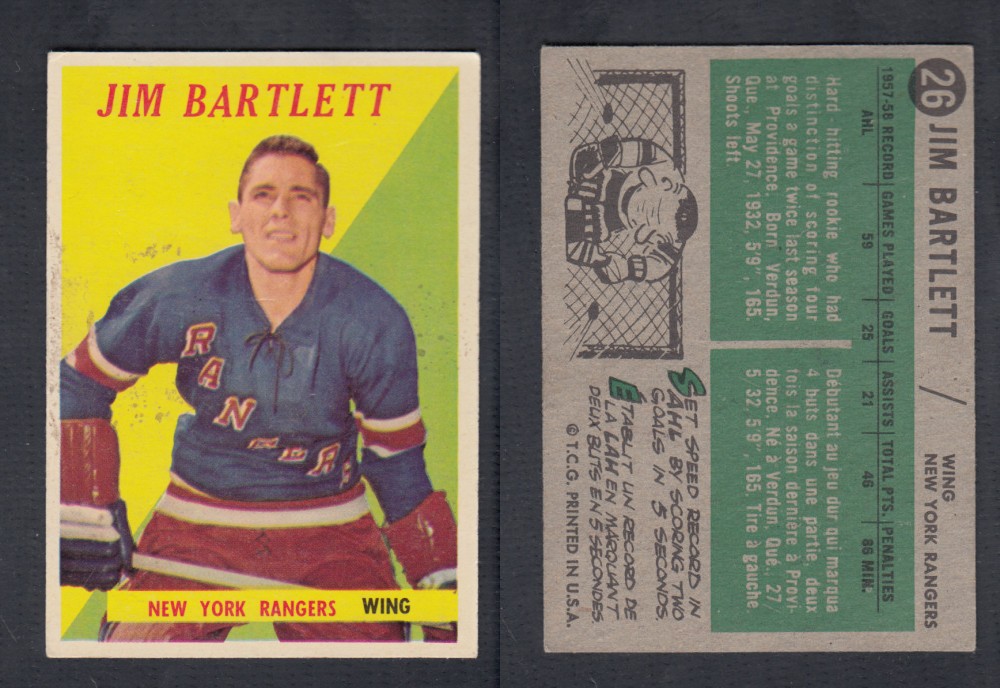 JIM BARTLETT
RANGERS
NEW YORK RANGERS WING
26
JIM BARTLETT
WING
NEW YORK RANGERS
1957-58 RECORD GAMES PLAYED GOALS ASSISTS TOTAL PTS. PENALTIES
AHL 59 25 21 46 86 MIN.
Hard-hitting rookie who had
distinction of scoring four
goals a game twice last season
at Providence. Born Verdun,
Que., May 27, 1932, 5'9", 165.
Shoots left
Débutant au jeu dur qui marqua
4 buts dans une partie, deux
fois la saison dernière à Provi-
dence. Né à Verdun, Qué., 27/
5 32 5 9", 165. Tire à gauche
SET SPEED RECORD IN
AHL BY SCORING TWO
GOALS IN 5 SECONDS.
ÉTABLIT UN RECORD DE
LA LAH EN MARQUANT
DEUX BUTS EN 5 SECONDES
© T.C.G. PRINTED IN U.S.A.